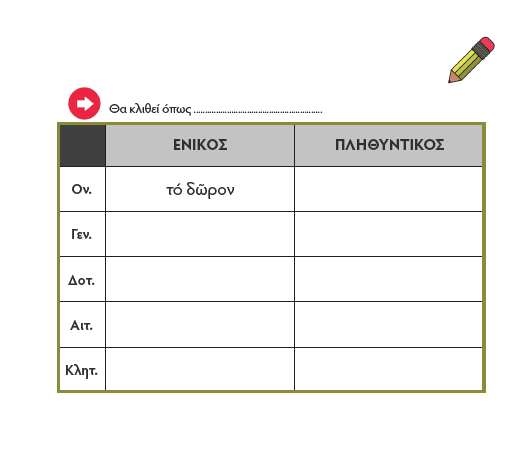 Θα κλιθεί όπως ......................................................
ΕΝΙΚΟΣ ΠΛΗΘΥΝΤΙΚΟΣ
Ον. τό δῶρον
Γεν.
Δοτ.
Αιτ.
Κλητ.